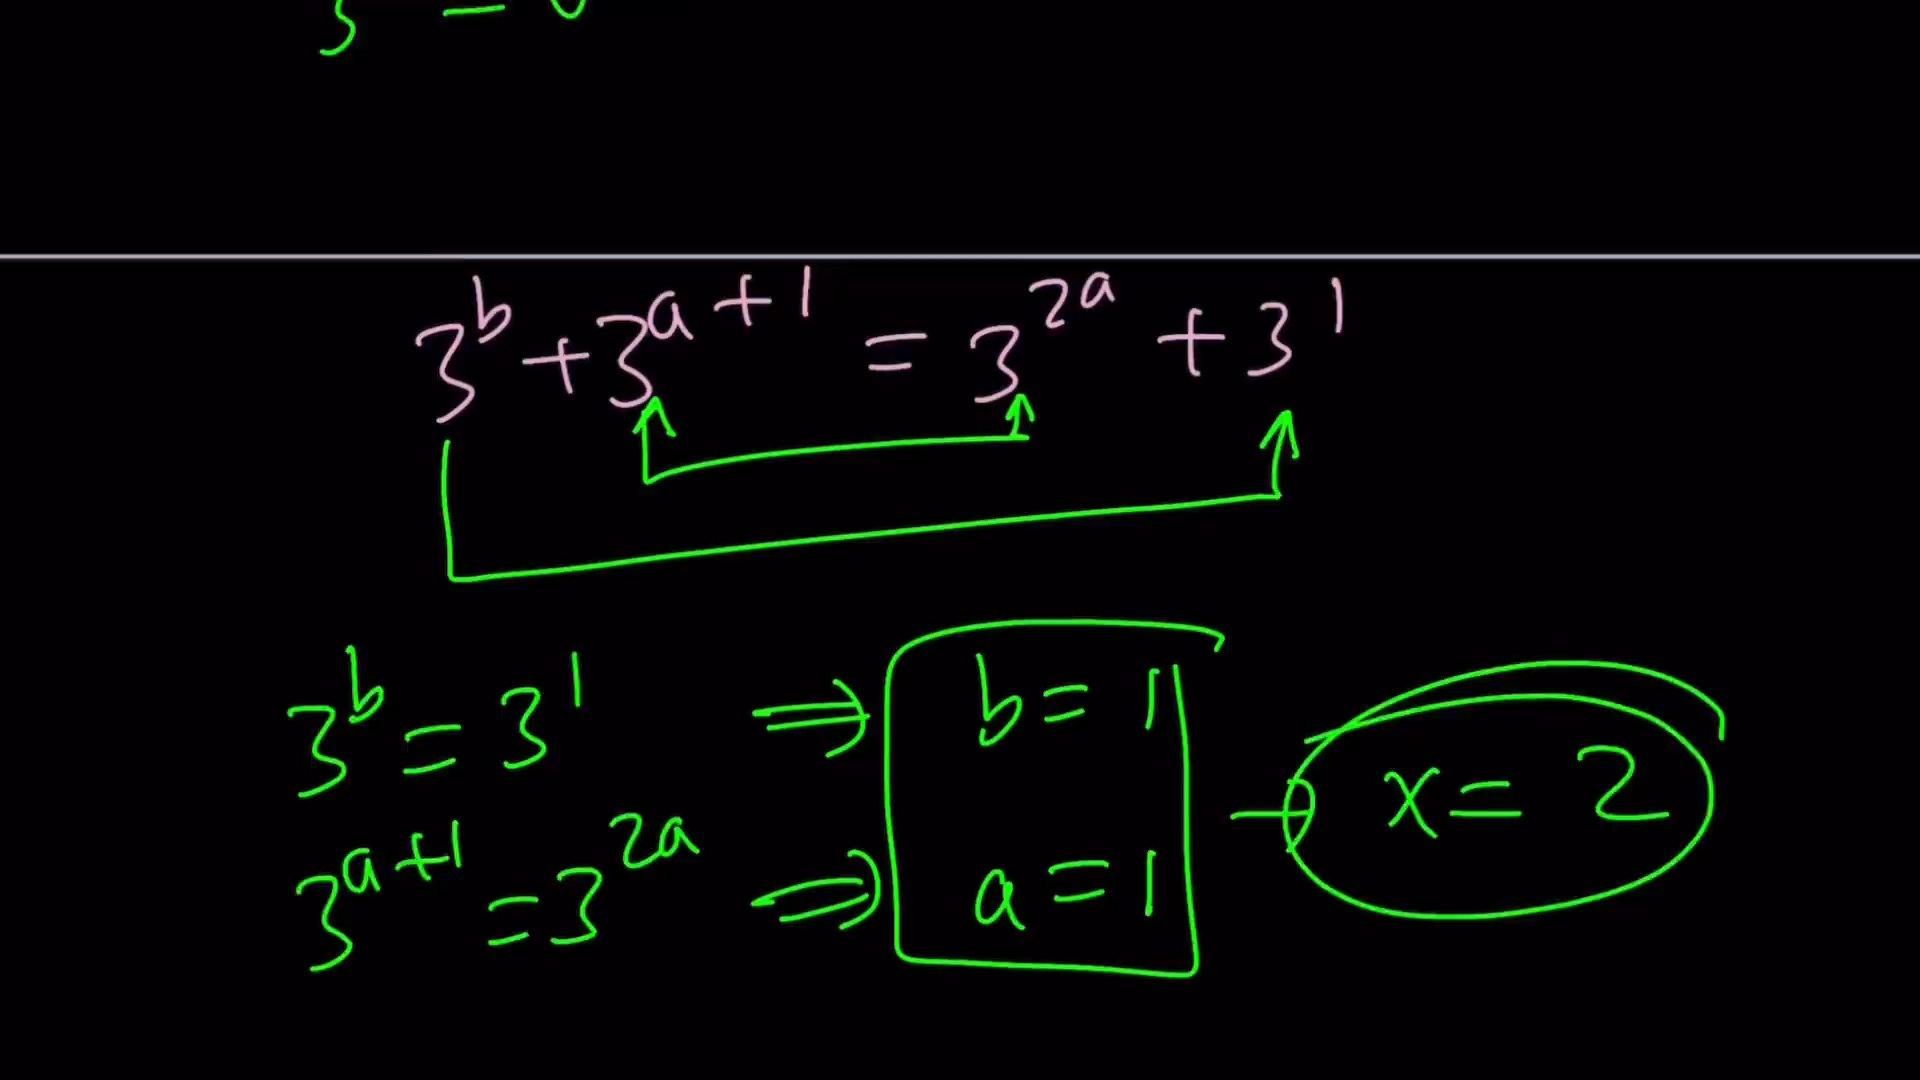 3^b + 3^{a+1} = 3^{2a} + 3^1
3^b = 3^1 ⇒ b = 1
→ x = 2
3^{a+1} = 3^{2a} ⇒ a = 1